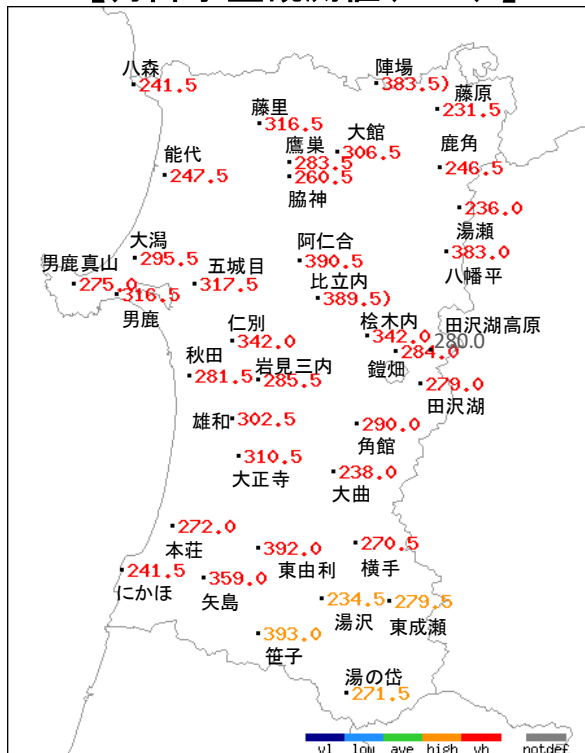 八森
241.5
陣場
383.5)
藤原
231.5
藤里
316.5
大館
306.5
鷹巣
283.5
260.5
脇神
鹿角
246.5
能代
247.5
236.0
湯瀬
大潟
295.5
阿仁合
390.5
383.0
八幡平
男鹿真山
275.0
316.5
男鹿
五城目
317.5
比立内
389.5)
仁別
342.0
桧木内
342.0
田沢湖高原
280.0
284.0
鎧畑
秋田
281.5
岩見三内
285.5
279.0
田沢湖
雄和
302.5
290.0
角館
310.5
大正寺
238.0
大曲
272.0
本荘
392.0
東由利
270.5
横手
241.5
にかほ
359.0
矢島
234.5
湯沢
279.5
東成瀬
393.0
笹子
湯の岱
271.5
vl low ave high vh notdef